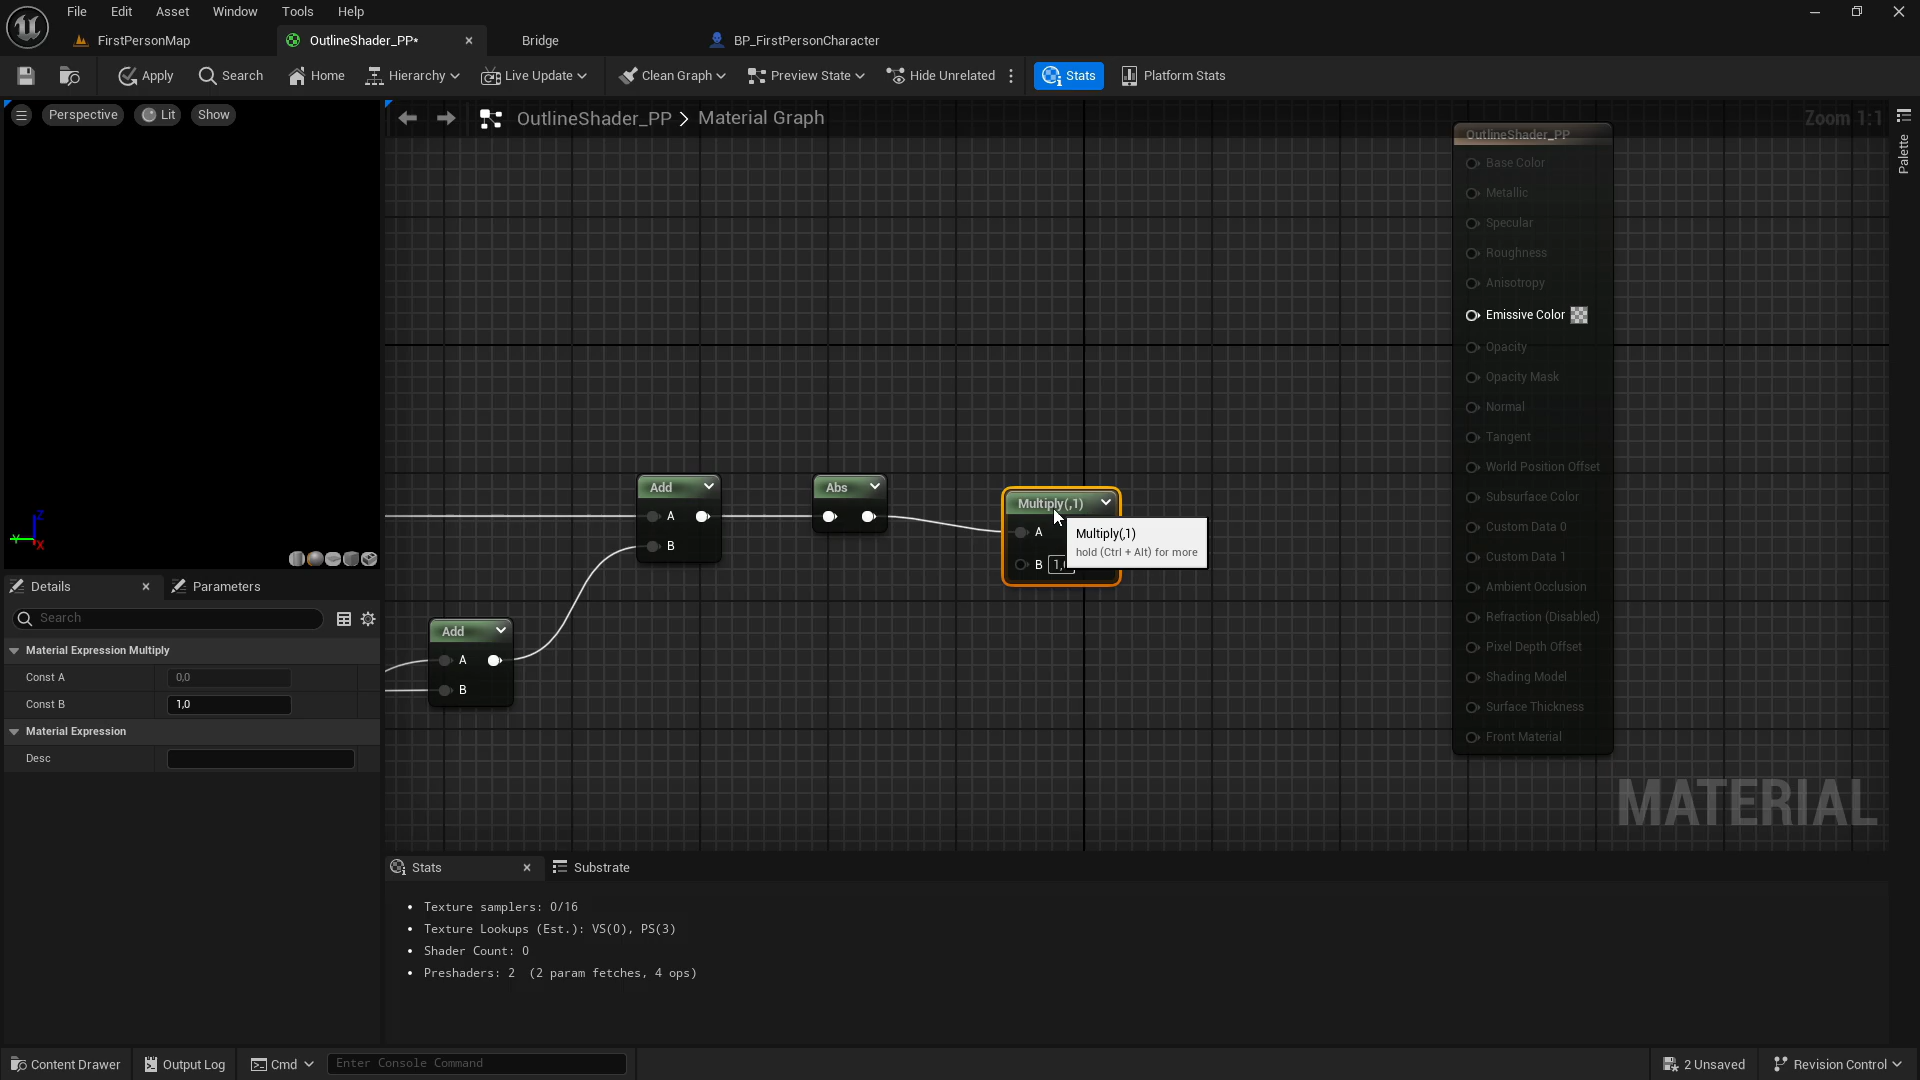 File Edit Asset Window Tools Help
FirstPersonMap OutlineShader_PP* Bridge BP_FirstPersonCharacter
Apply Search Home Hierarchy Live Update Clean Graph Preview State Hide Unrelated Stats Platform Stats
Perspective Lit Show
OutlineShader_PP > Material Graph
Zoom 1:1
Palette
OutlineShader_PP
Base Color
Metallic
Specular
Roughness
Anisotropy
Emissive Color
Opacity
Opacity Mask
Normal
Tangent
World Position Offset
Subsurface Color
Custom Data 0
Custom Data 1
Ambient Occlusion
Refraction (Disabled)
Pixel Depth Offset
Shading Model
Surface Thickness
Front Material
Add
A
B
Abs
Multiply(,1)
A
B 1,
Multiply(,1)
hold (Ctrl + Alt) for more
Add
A
B
MATERIAL
Z
Y
X
Details Parameters
Search
Material Expression Multiply
Const A 0,0
Const B 1,0
Material Expression
Desc
Stats Substrate
• Texture samplers: 0/16
• Texture Lookups (Est.): VS(0), PS(3)
• Shader Count: 0
• Preshaders: 2 (2 param fetches, 4 ops)
Content Drawer Output Log Cmd Enter Console Command 2 Unsaved Revision Control